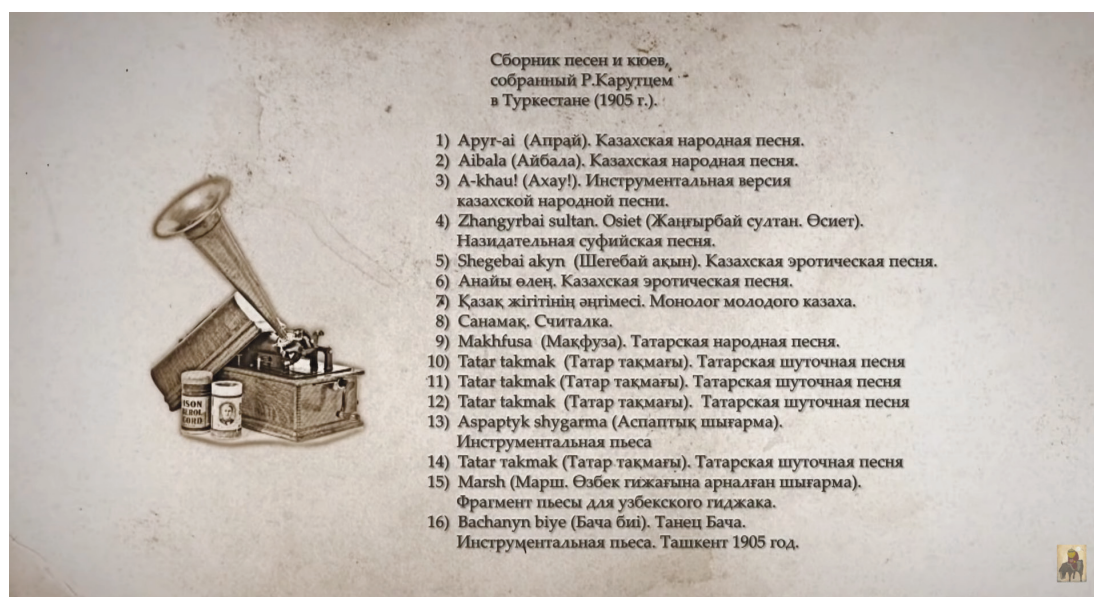 Сборник песен и кюев,
собранный Р.Карутцем
в Туркестане (1905 г.).
1) Apyr-ai (Апрай). Казахская народная песня.
2) Aibala (Айбала). Казахская народная песня.
3) A-khau! (Ахау!). Инструментальная версия
казахской народной песни.
4) Zhangyrbai sultan. Osiet (Жаңғырбай султан. Өсиет).
Назидательная суфийская песня.
5) Shegebai akyn (Шегебай ақын). Казахская эротическая песня.
6) Анайы өлең. Казахская эротическая песня.
7) Қазақ жігітінің әңгімесі. Монолог молодого казаха.
8) Санамақ. Считалка.
9) Makhfusa (Мақфуза). Татарская народная песня.
10) Tatar takmak (Татар тақмағы). Татарская шуточная песня
11) Tatar takmak (Татар тақмағы). Татарская шуточная песня
12) Tatar takmak (Татар тақмағы). Татарская шуточная песня
13) Aspaptyk shygarma (Аспаптық шығарма).
Инструментальная пьеса
14) Tatar takmak (Татар тақмағы). Татарская шуточная песня
15) Marsh (Марш. Өзбек гижағына арналған шығарма).
Фрагмент пьесы для узбекского гиджака.
16) Bachanyn biye (Бача биі). Танец Бача.
Инструментальная пьеса. Ташкент 1905 год.